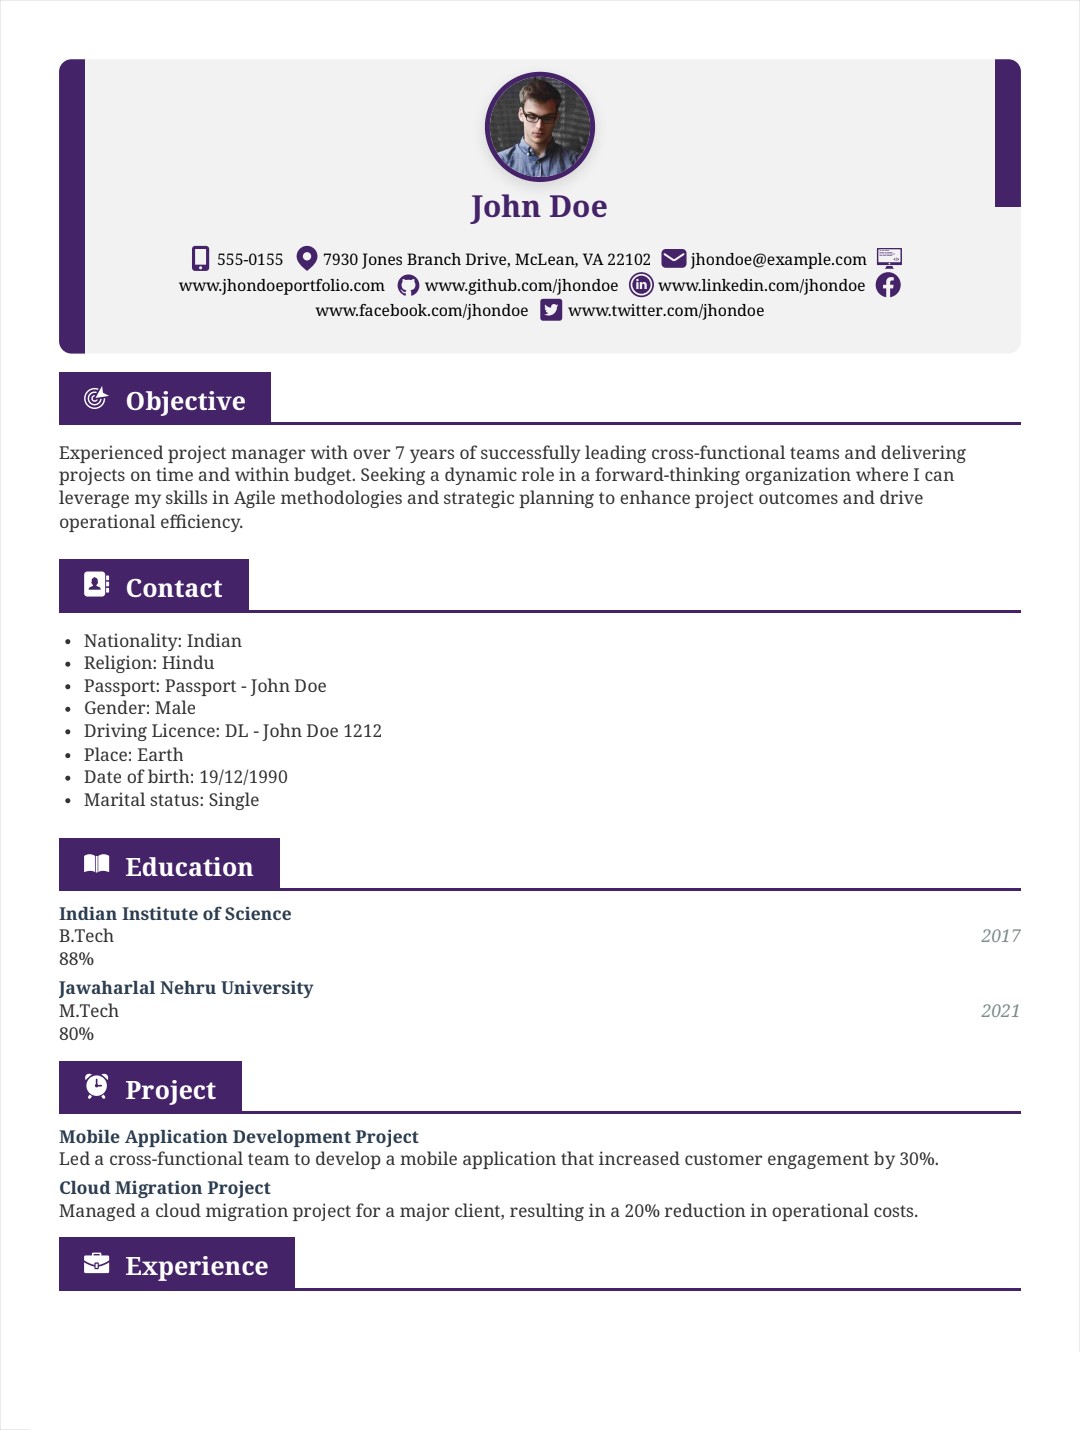 John Doe
555-0155 7930 Jones Branch Drive, McLean, VA 22102 jhondoe@example.com
www.jhondoeportfolio.com www.github.com/jhondoe www.linkedin.com/jhondoe
www.facebook.com/jhondoe www.twitter.com/jhondoe
Objective
Experienced project manager with over 7 years of successfully leading cross-functional teams and delivering
projects on time and within budget. Seeking a dynamic role in a forward-thinking organization where I can
leverage my skills in Agile methodologies and strategic planning to enhance project outcomes and drive
operational efficiency.
Contact
• Nationality: Indian
• Religion: Hindu
• Passport: Passport - John Doe
• Gender: Male
• Driving Licence: DL - John Doe 1212
• Place: Earth
• Date of birth: 19/12/1990
• Marital status: Single
Education
Indian Institute of Science
B.Tech 2017
88%
Jawaharlal Nehru University
M.Tech 2021
80%
Project
Mobile Application Development Project
Led a cross-functional team to develop a mobile application that increased customer engagement by 30%.
Cloud Migration Project
Managed a cloud migration project for a major client, resulting in a 20% reduction in operational costs.
Experience